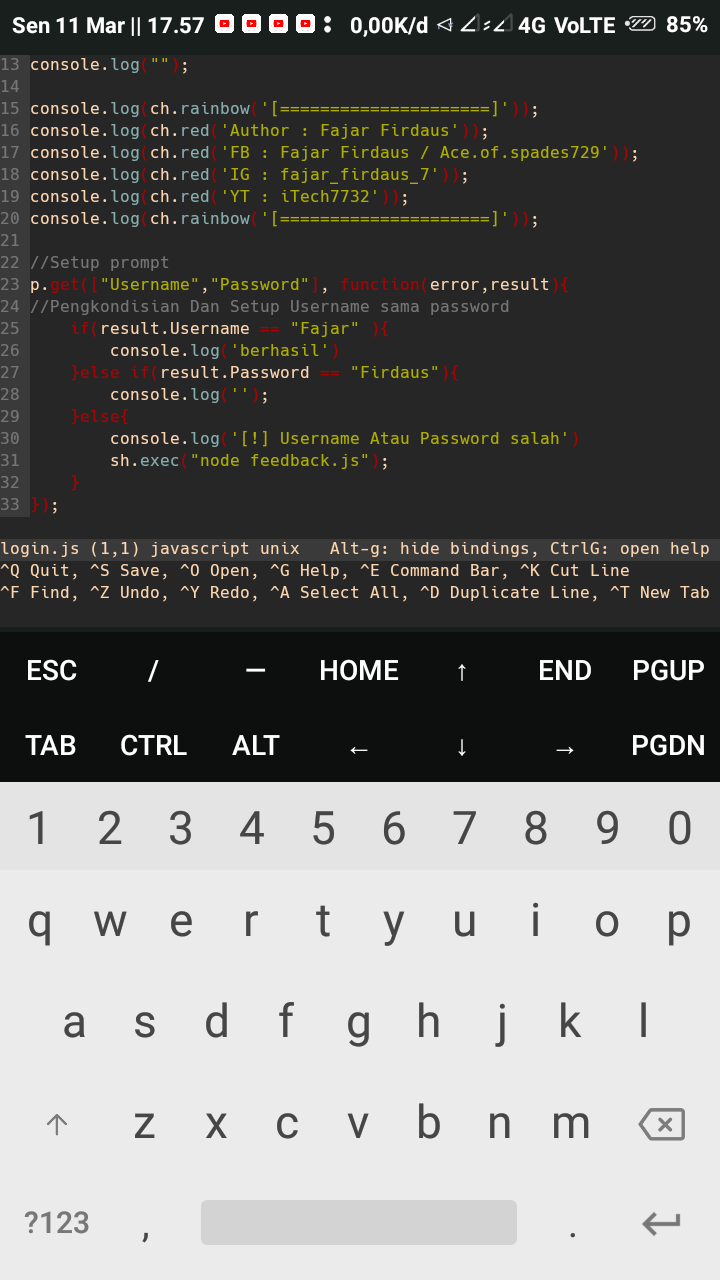 Sen 11 Mar || 17.57 0,00K/d 4G VoLTE 85%
13 console.log("");
14
15 console.log(ch.rainbow('[=====================]'));
16 console.log(ch.red('Author : Fajar Firdaus'));
17 console.log(ch.red('FB : Fajar Firdaus / Ace.of.spades729'));
18 console.log(ch.red('IG : fajar_firdaus_7'));
19 console.log(ch.red('YT : iTech7732'));
20 console.log(ch.rainbow('[=====================]'));
21
22 //Setup prompt
23 p.get(["Username","Password"], function(error,result){
24 //Pengkondisian Dan Setup Username sama password
25     if(result.Username == "Fajar" ){
26         console.log('berhasil')
27     }else if(result.Password == "Firdaus"){
28         console.log('');
29     }else{
30         console.log('[!] Username Atau Password salah')
31         sh.exec("node feedback.js");
32     }
33 });
login.js (1,1) javascript unix   Alt-g: hide bindings, CtrlG: open help
^Q Quit, ^S Save, ^O Open, ^G Help, ^E Command Bar, ^K Cut Line
^F Find, ^Z Undo, ^Y Redo, ^A Select All, ^D Duplicate Line, ^T New Tab
ESC / — HOME ↑ END PGUP
TAB CTRL ALT ← ↓ → PGDN
1 2 3 4 5 6 7 8 9 0
q w e r t y u i o p
a s d f g h j k l
z x c v b n m
?123 , .